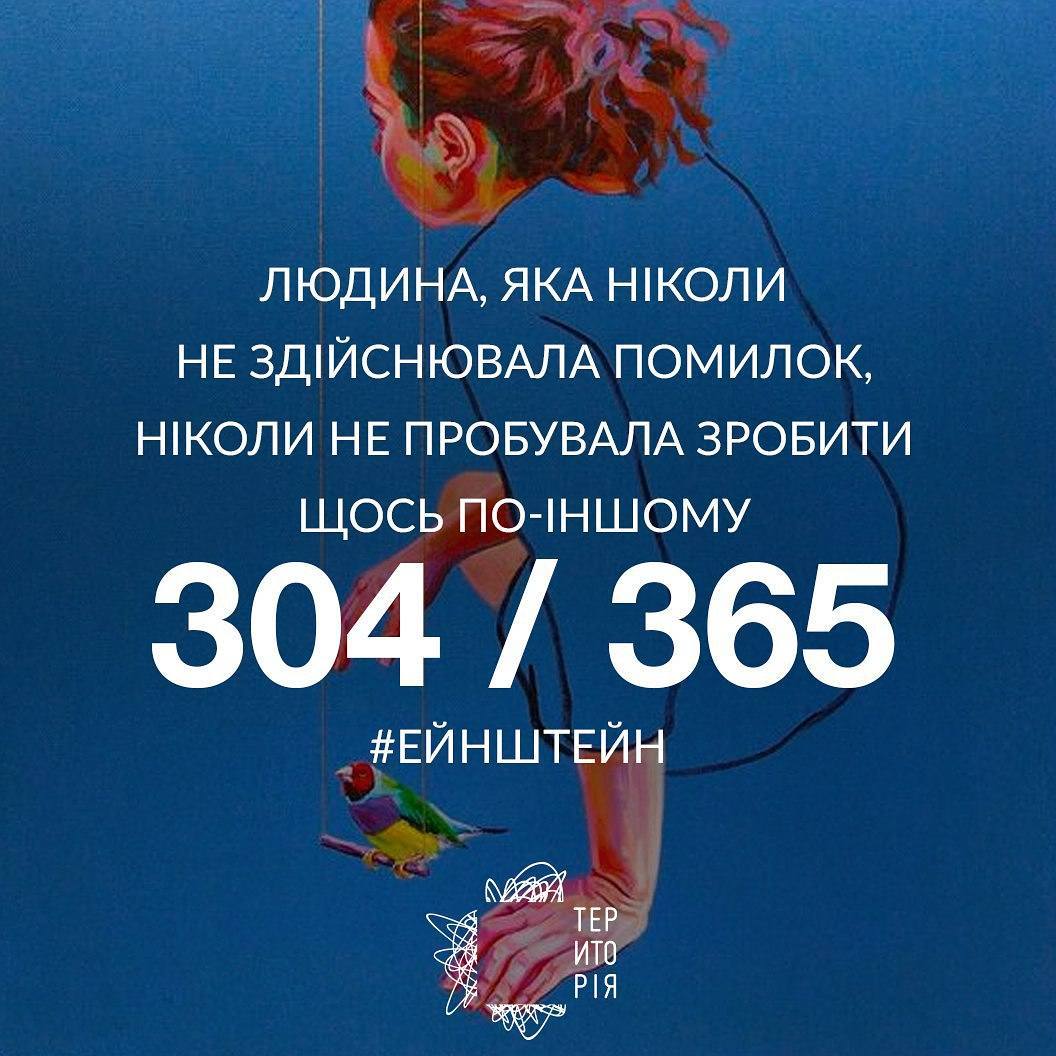 ЛЮДИНА, ЯКА НІКОЛИ
НЕ ЗДІЙСНЮВАЛА ПОМИЛОК,
НІКОЛИ НЕ ПРОБУВАЛА ЗРОБИТИ
ЩОСЬ ПО-ІНШОМУ
304 / 365
#ЕЙНШТЕЙН
ТЕР
ИТО
РІЯ